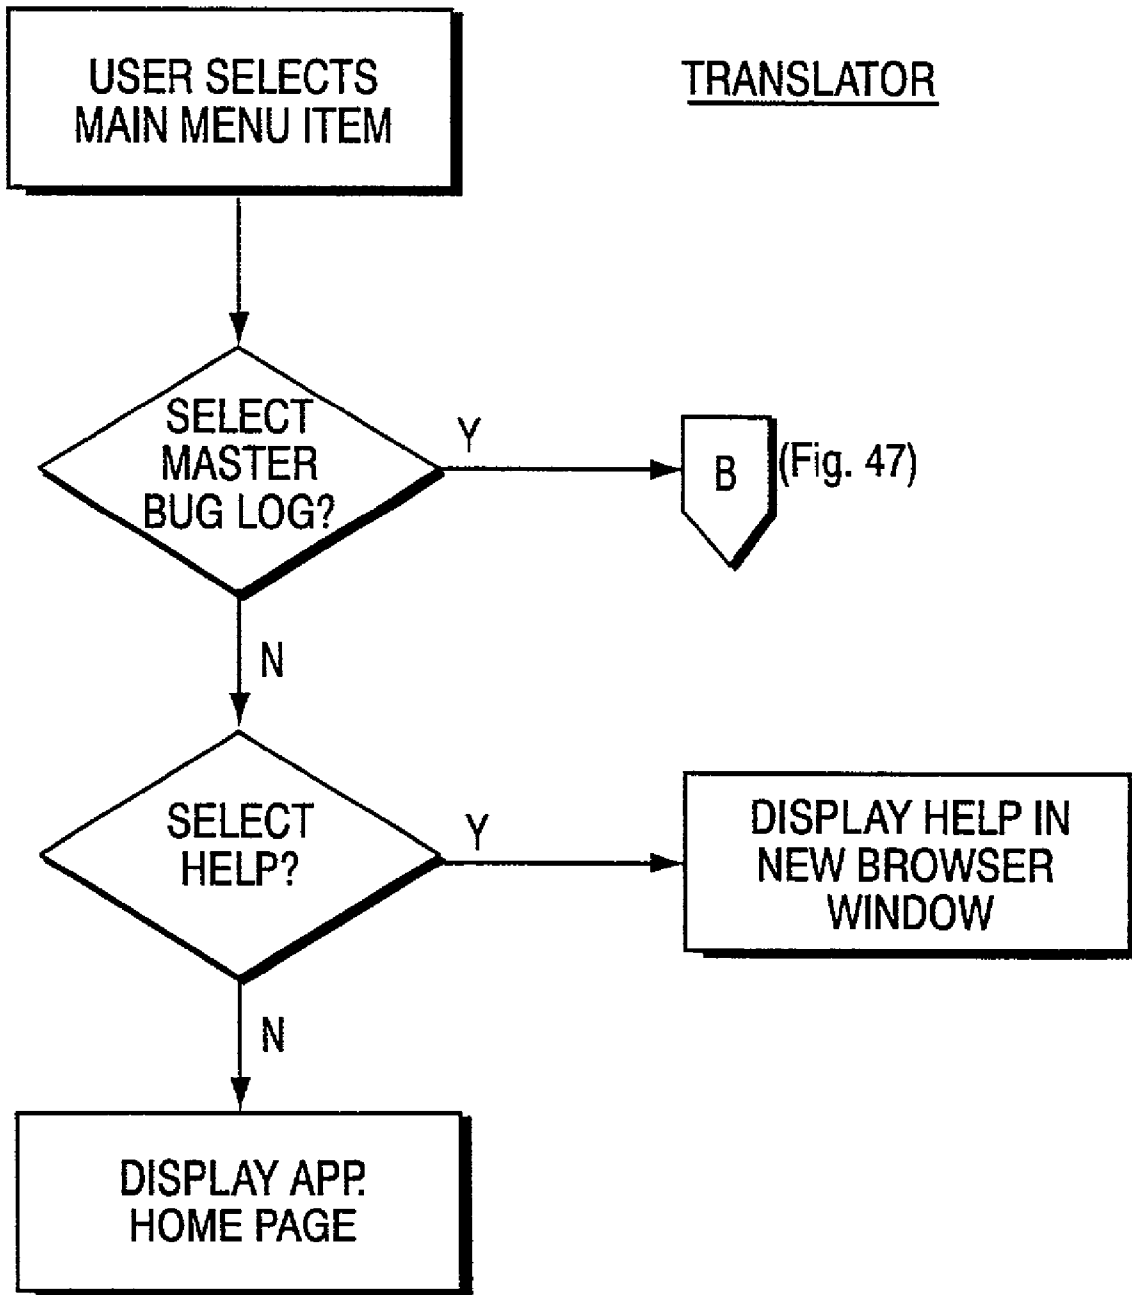 USER SELECTS
MAIN MENU ITEM
TRANSLATOR
SELECT
MASTER
BUG LOG?
Y
B
(Fig. 47)
N
SELECT
HELP?
Y
DISPLAY HELP IN
NEW BROWSER
WINDOW
N
DISPLAY APP.
HOME PAGE